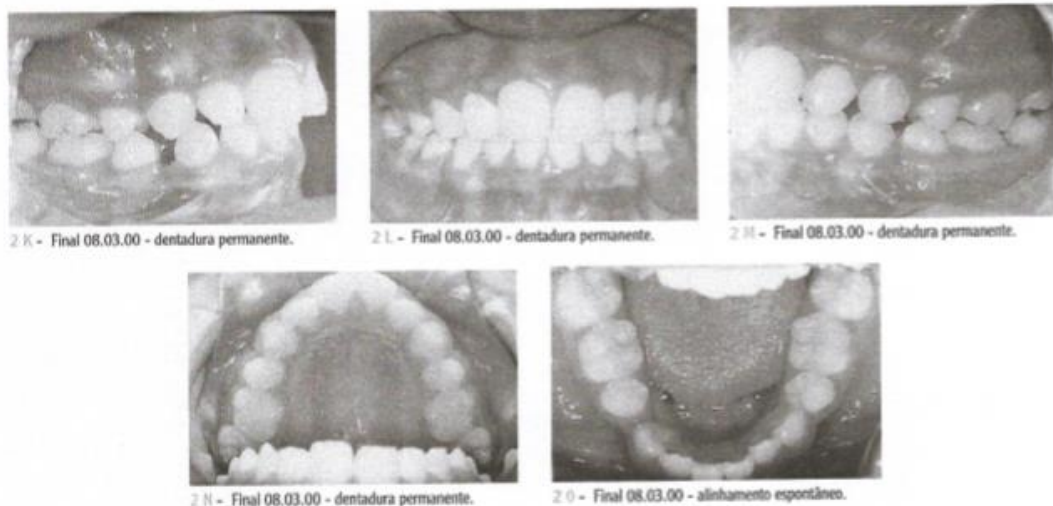 2 K - Final 08.03.00 - dentadura permanente.
2 L - Final 08.03.00 - dentadura permanente.
2 M - Final 08.03.00 - dentadura permanente.
2 N - Final 08.03.00 - dentadura permanente.
2 O - Final 08.03.00 - alinhamento espontâneo.